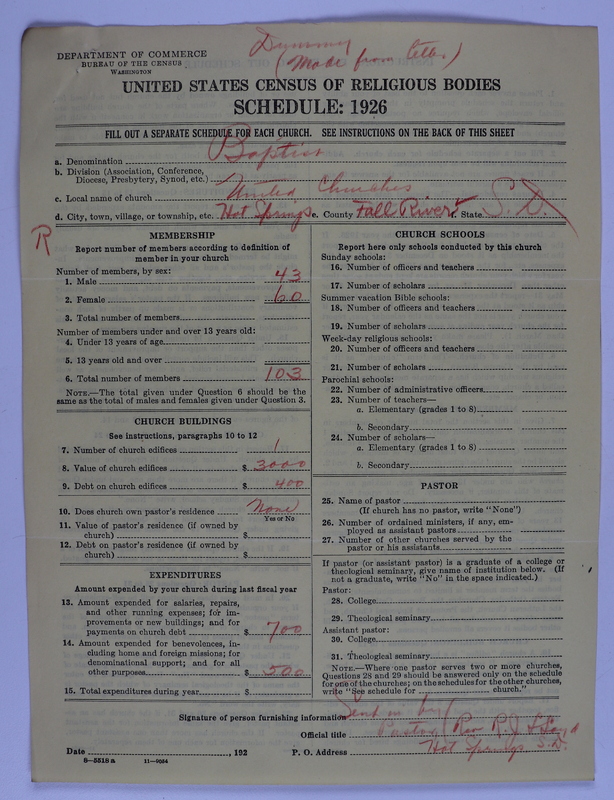 Dummy
(Made from letter)
DEPARTMENT OF COMMERCE
BUREAU OF THE CENSUS
WASHINGTON
UNITED STATES CENSUS OF RELIGIOUS BODIES
SCHEDULE: 1926
FILL OUT A SEPARATE SCHEDULE FOR EACH CHURCH. SEE INSTRUCTIONS ON THE BACK OF THIS SHEET
a. Denomination Baptist
b. Division (Association, Conference,
Diocese, Presbytery, Synod, etc.)
c. Local name of church United Churches
d. City, town, village, or township, etc. Hot Springs e. County Fall River f. State S.D.
R
MEMBERSHIP
Report number of members according to definition of
member in your church
Number of members, by sex:
1. Male 43
2. Female 60
3. Total number of members
Number of members under and over 13 years old:
4. Under 13 years of age
5. 13 years old and over
6. Total number of members 103
NOTE.—The total given under Question 6 should be
same as the total of males and females given under Question 3.
CHURCH BUILDINGS
See instructions, paragraphs 10 to 12
7. Number of church edifices 1
8. Value of church edifices $ 3000
9. Debt on church edifices $ 400
10. Does church own pastor's residence None
Yes or No
11. Value of pastor's residence (if owned by
church) $
12. Debt on pastor's residence (if owned by
church) $
EXPENDITURES
Amount expended by your church during last fiscal year
13. Amount expended for salaries, repairs,
and other running expenses; for im-
provements or new buildings; and for
payments on church debt $ 700
14. Amount expended for benevolences, in-
cluding home and foreign missions; for
denominational support; and for all
other purposes $ 500
15. Total expenditures during year $
CHURCH SCHOOLS
Report here only schools conducted by this church
Sunday schools:
16. Number of officers and teachers
17. Number of scholars
Summer vacation Bible schools:
18. Number of officers and teachers
19. Number of scholars
Week-day religious schools:
20. Number of officers and teachers
21. Number of scholars
Parochial schools:
22. Number of administrative officers
23. Number of teachers—
a. Elementary (grades 1 to 8)
b. Secondary
24. Number of scholars—
a. Elementary (grades 1 to 8)
b. Secondary
PASTOR
25. Name of pastor
(If church has no pastor, write "None")
26. Number of ordained ministers, if any, em-
ployed as assistant pastors
27. Number of other churches served by the
pastor or his assistants
If pastor (or assistant pastor) is a graduate of a college or
theological seminary, give name of institution below. (If
not a graduate, write "No" in the space indicated.)
Pastor:
28. College
29. Theological seminary
Assistant pastor:
30. College
31. Theological seminary
NOTE.—Where one pastor serves two or more churches,
Questions 28 and 29 should be answered only on the schedule
for one of the churches; on the schedules for the other churches,
write "See schedule for church."
Signature of person furnishing information Sent in by
Official title Pastor (Rev R. J.
Date , 192 P. O. Address Hot Springs S.D.
8-5518a 11-9054